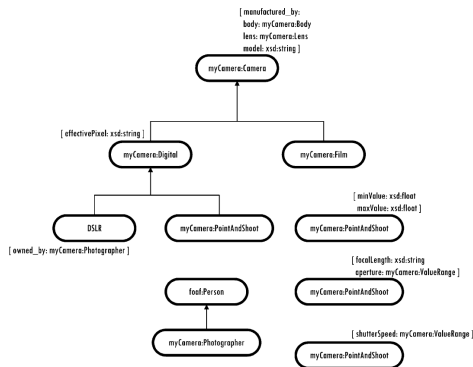 [ manufactured_by:
body: myCamera:Body
lens: myCamera:Lens
model: xsd:string ]
myCamera:Camera
[ effectivePixel: xsd:string ]
myCamera:Digital
myCamera:Film
[ minValue: xsd:float
maxValue: xsd:float ]
DSLR
myCamera:PointAndShoot
myCamera:PointAndShoot
[ owned_by: myCamera:Photographer ]
[ focalLength: xsd:string
aperture: myCamera:ValueRange ]
foaf:Person
myCamera:PointAndShoot
[ shutterSpeed: myCamera:ValueRange ]
myCamera:Photographer
myCamera:PointAndShoot